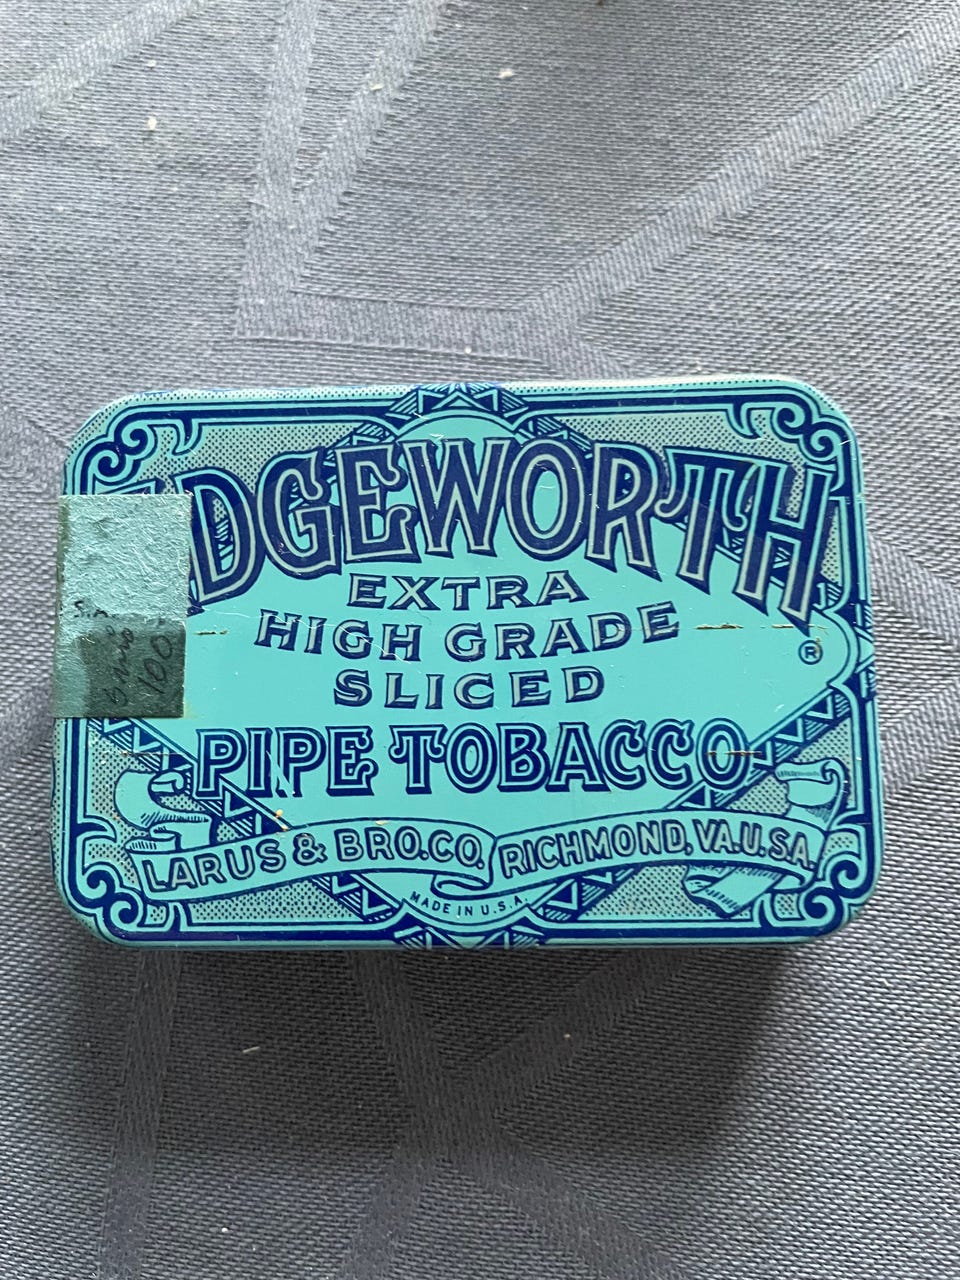 DGEWORTH
EXTRA
HIGH GRADE
SLICED
®
PIPE TOBACCO
LARUS & BRO.CO. RICHMOND, VA.U.S.A.
MADE IN U.S.A.
100